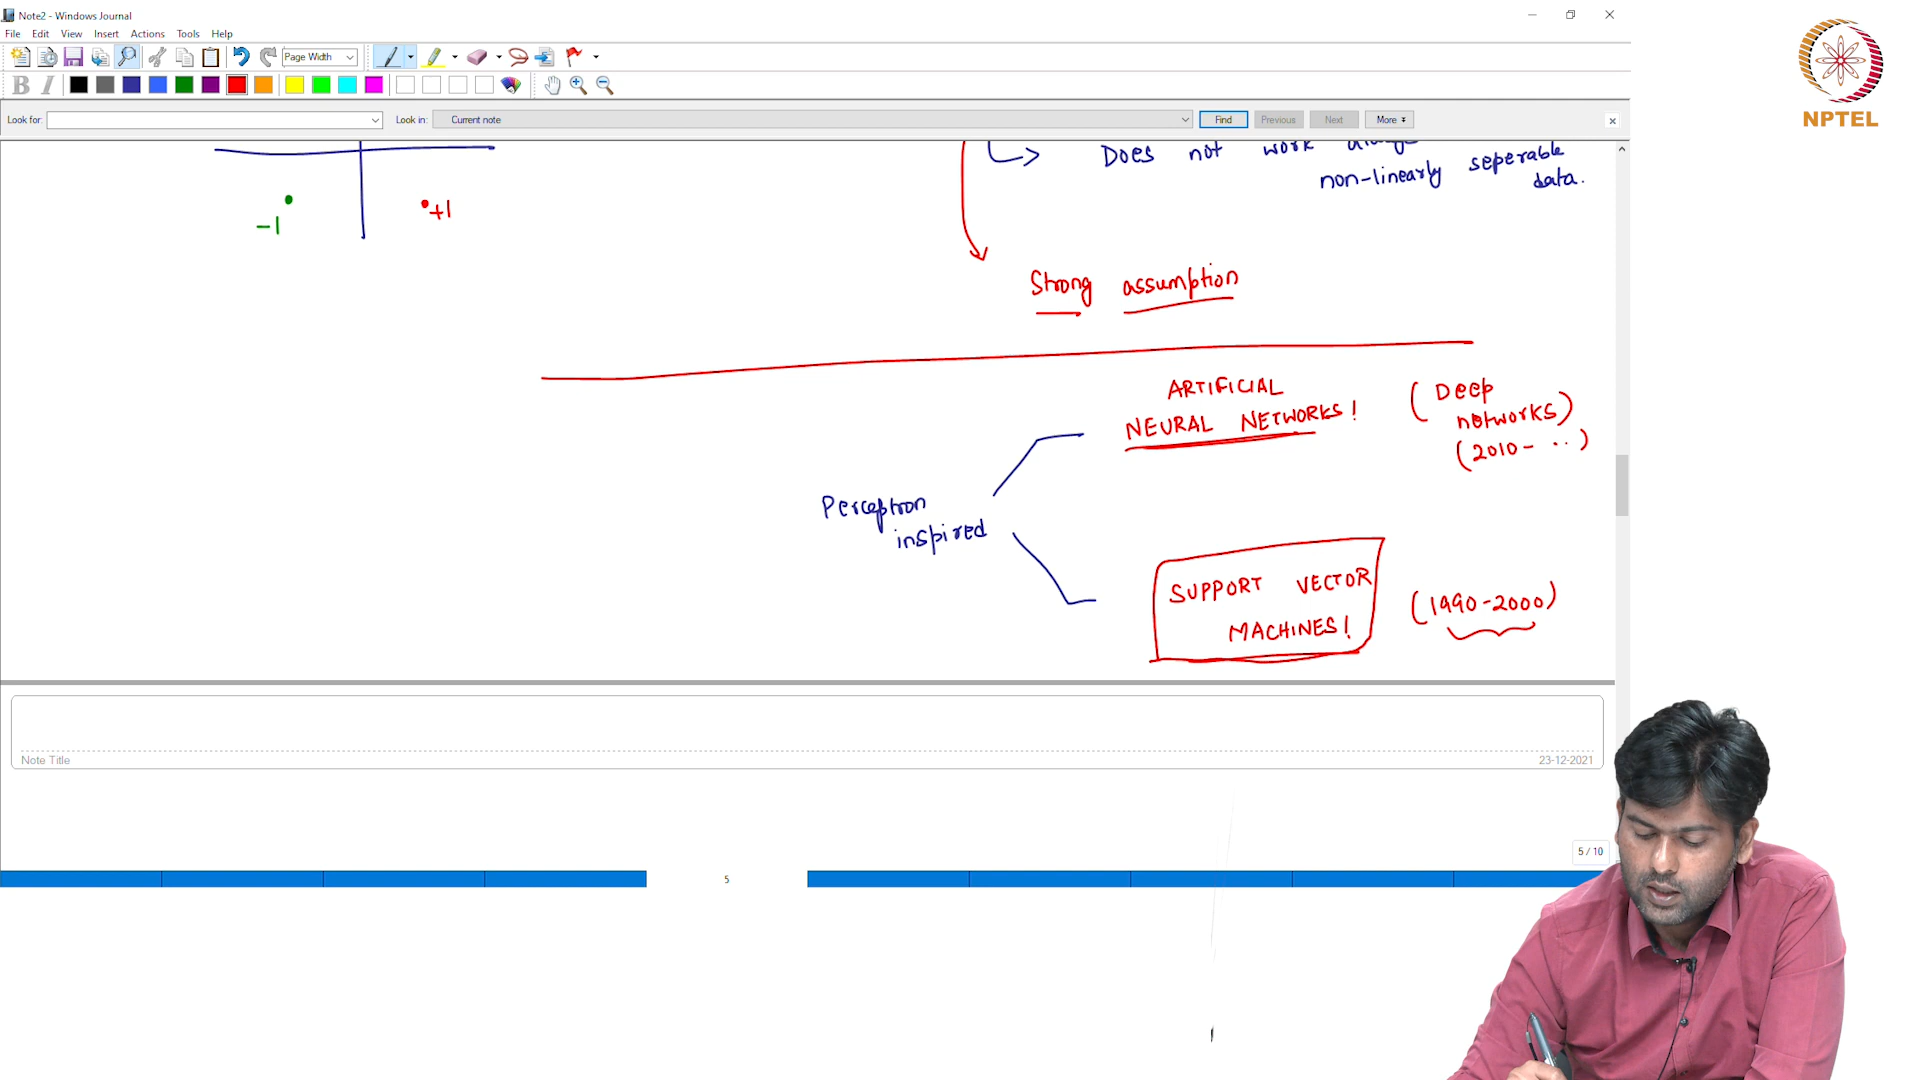 Note2 - Windows Journal
File Edit View Insert Actions Tools Help
Page Width
B I
Look for: Look in: Current note Find Previous Next More
NPTEL
Does not work
non-linearly seperable
data.
-1
+1
Strong assumption
ARTIFICIAL
NEURAL NETWORKS!
(Deep
networks)
(2010- ..)
Perceptron
inspired
SUPPORT VECTOR
MACHINES!
(1990-2000)
Note Title 23-12-2021
5 / 10
5